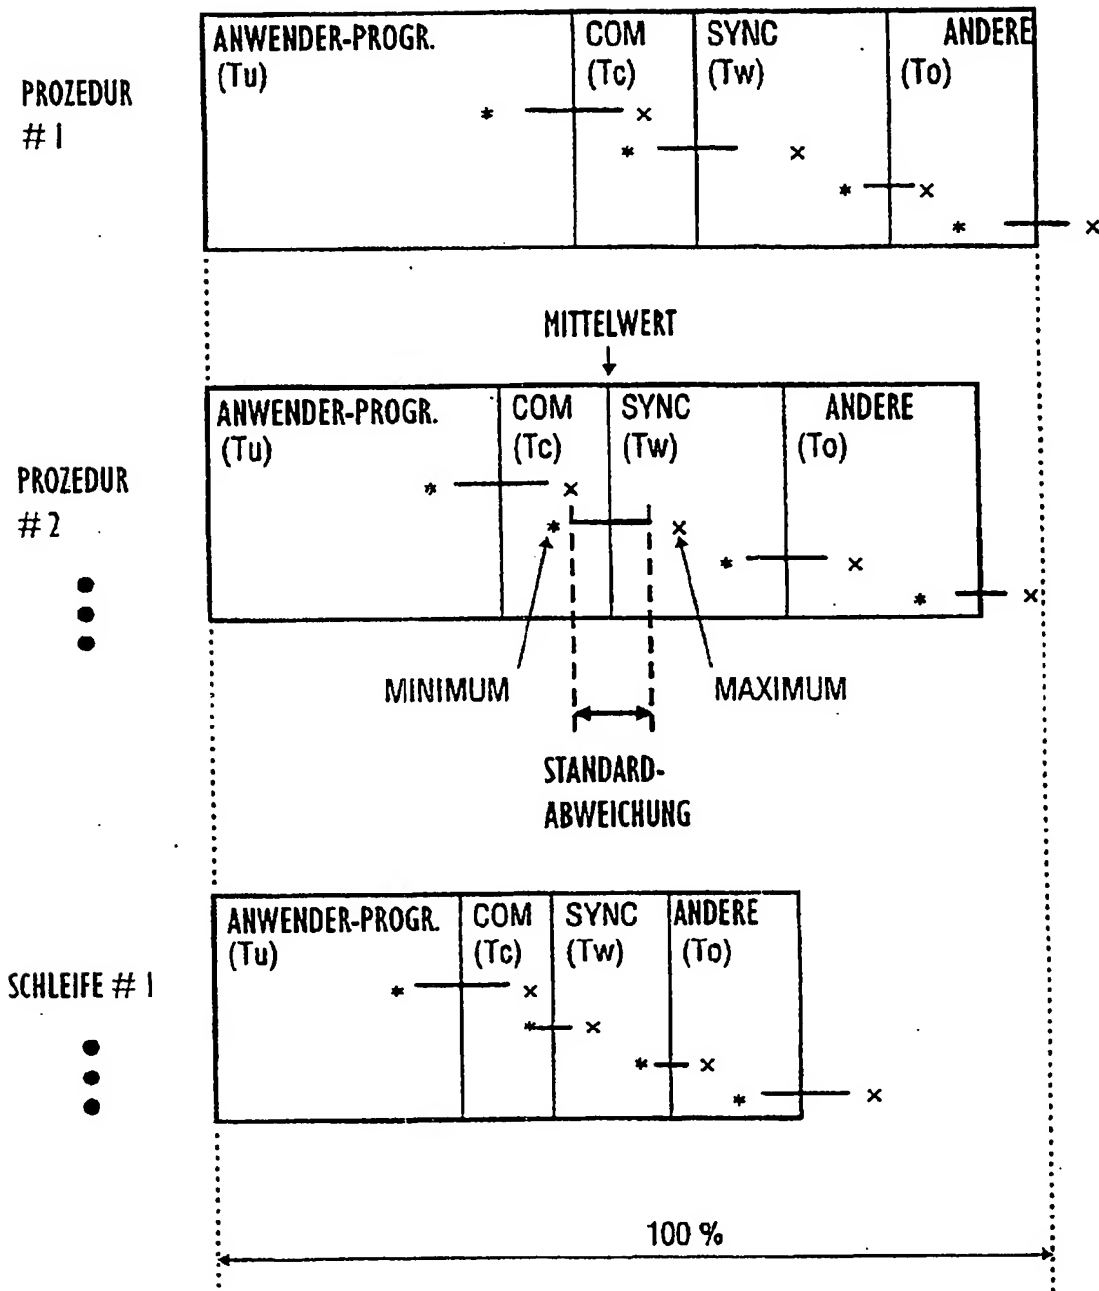 ANWENDER-PROGR. COM SYNC ANDERE
(Tu) (Tc) (Tw) (To)
PROZEDUR
#1
* x
* x
* x
* x
MITTELWERT
ANWENDER-PROGR. COM SYNC ANDERE
(Tu) (Tc) (Tw) (To)
PROZEDUR
#2
* x
* x
* x
* x
MINIMUM MAXIMUM
STANDARD-
ABWEICHUNG
ANWENDER-PROGR. COM SYNC ANDERE
(Tu) (Tc) (Tw) (To)
SCHLEIFE #1
* x
* x
* x
* x
100 %